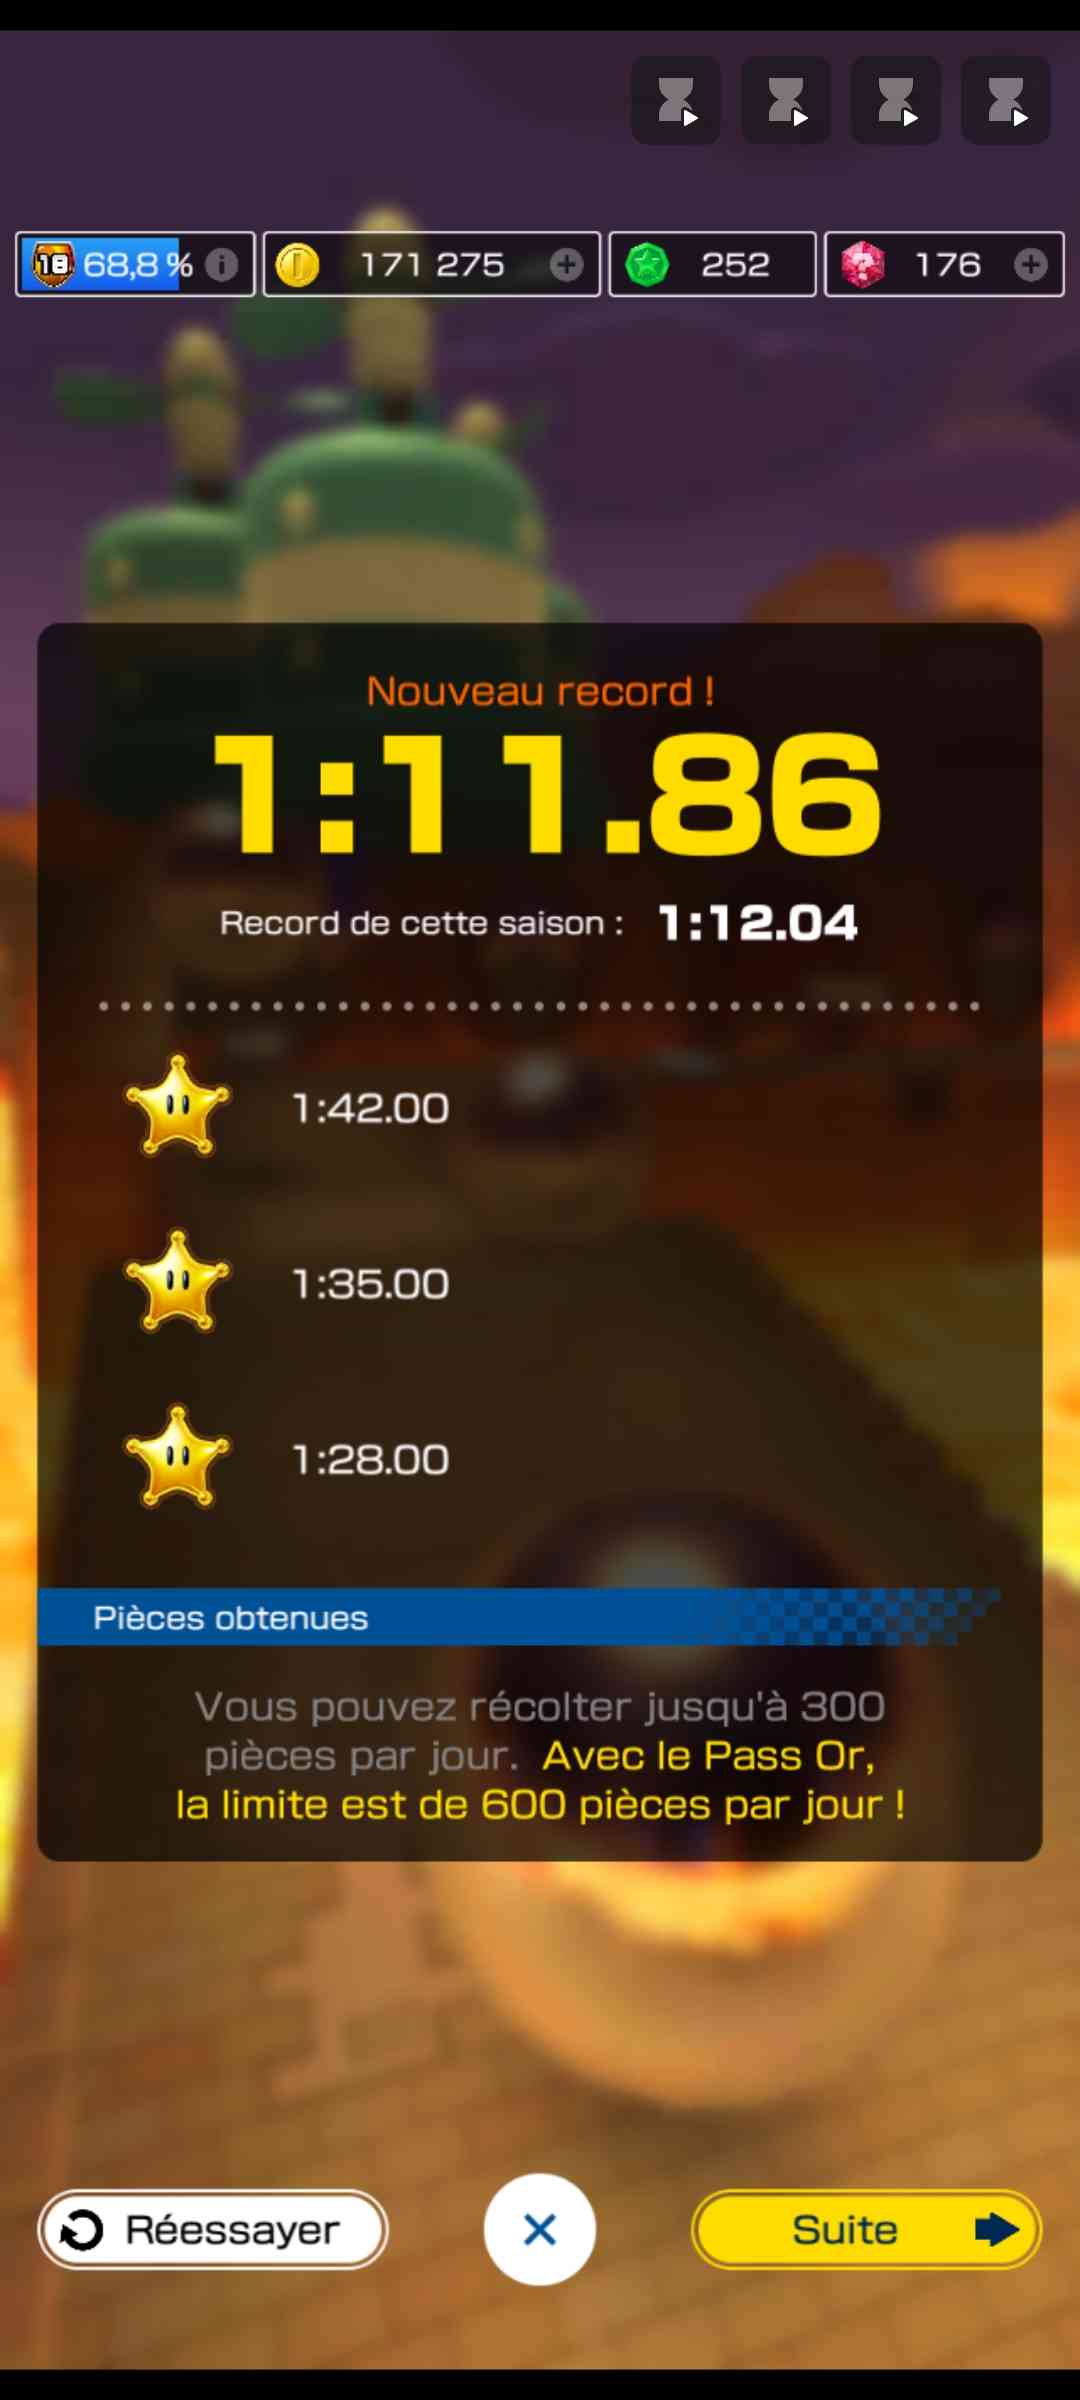 18 68,8 % 171 275 252 176
Nouveau record !
1:11.86
Record de cette saison : 1:12.04
1:42.00
1:35.00
1:28.00
Pièces obtenues
Vous pouvez récolter jusqu'à 300
pièces par jour. Avec le Pass Or,
la limite est de 600 pièces par jour !
Réessayer Suite